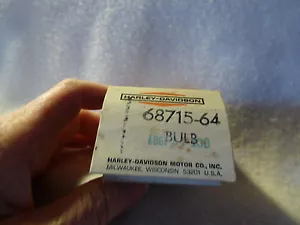 HARLEY-DAVIDSON
68715-64
BULB
HARLEY-DAVIDSON MOTOR CO., INC.
MILWAUKEE, WISCONSIN 53201 U.S.A.